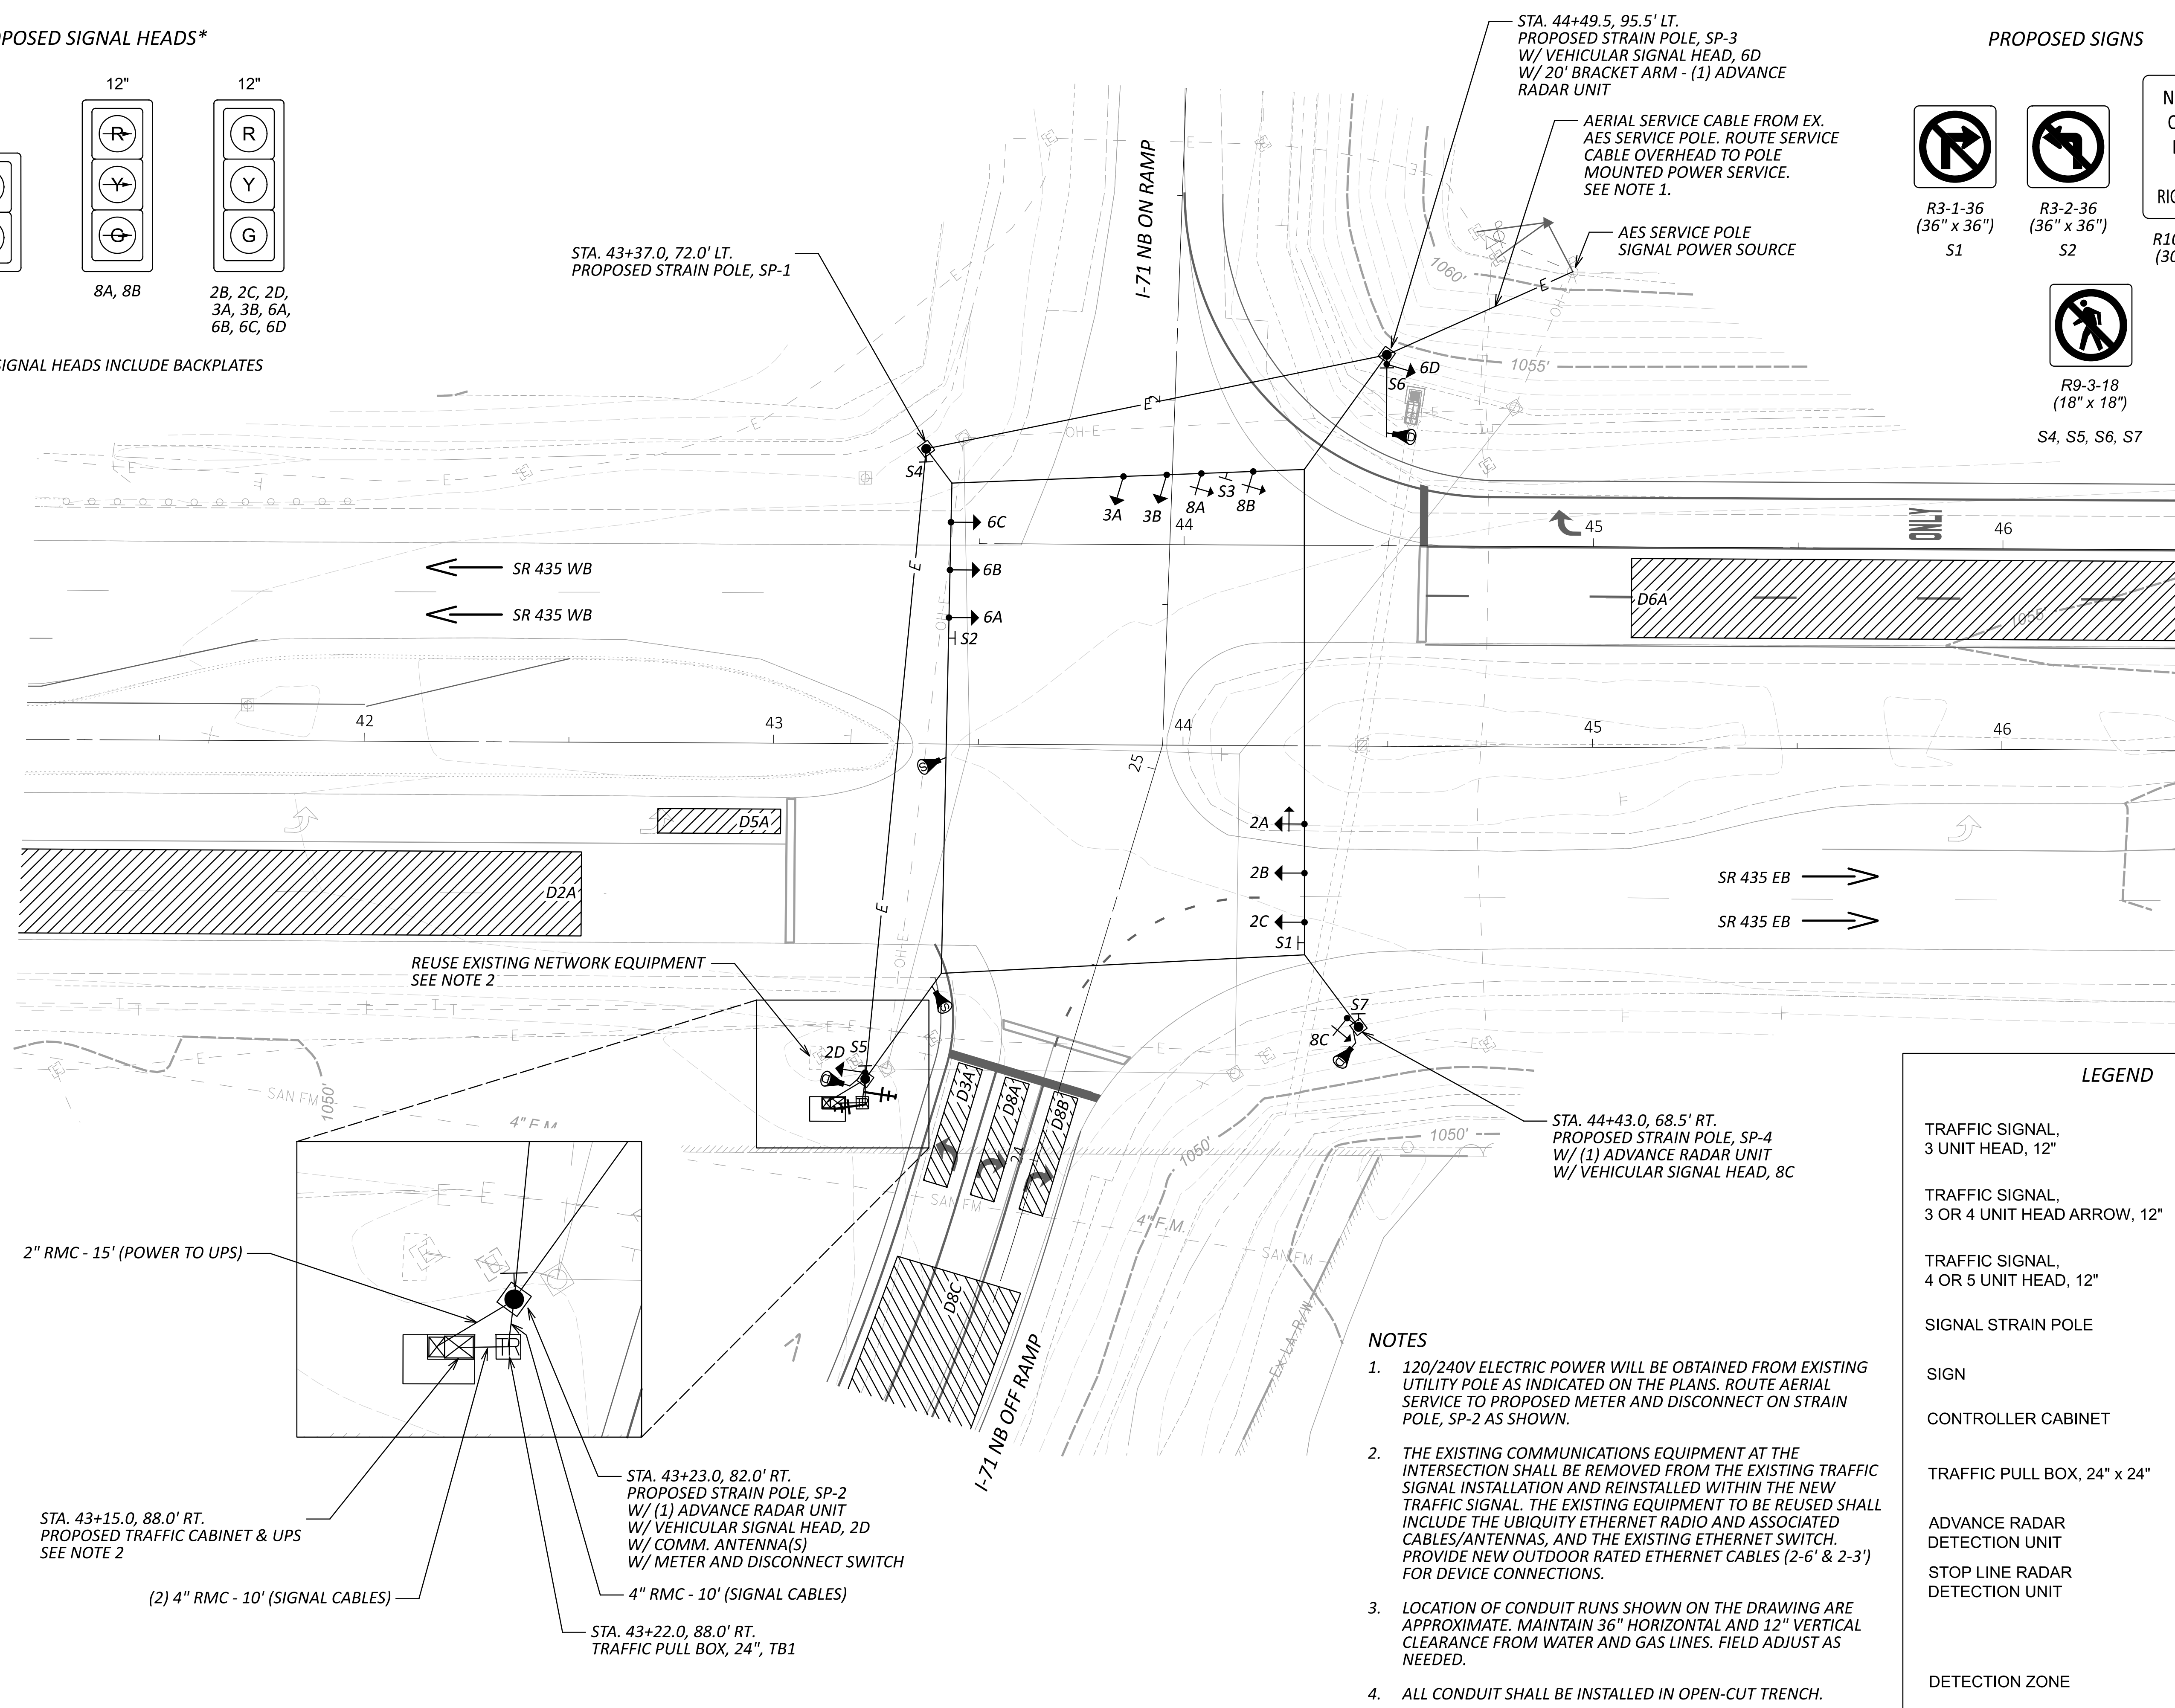 POSED SIGNAL HEADS*
12"
12"
R
Y
G
R
Y
G
8A, 8B
2B, 2C, 2D,
3A, 3B, 6A,
6B, 6C, 6D
SIGNAL HEADS INCLUDE BACKPLATES
STA. 43+37.0, 72.0' LT.
PROPOSED STRAIN POLE, SP-1
I-71 NB ON RAMP
STA. 44+49.5, 95.5' LT.
PROPOSED STRAIN POLE, SP-3
W/ VEHICULAR SIGNAL HEAD, 6D
W/ 20' BRACKET ARM - (1) ADVANCE
RADAR UNIT
AERIAL SERVICE CABLE FROM EX.
AES SERVICE POLE. ROUTE SERVICE
CABLE OVERHEAD TO POLE
MOUNTED POWER SERVICE.
SEE NOTE 1.
AES SERVICE POLE
SIGNAL POWER SOURCE
PROPOSED SIGNS
R3-1-36
(36" x 36")
S1
R3-2-36
(36" x 36")
S2
N
RIG
R10
(30
R9-3-18
(18" x 18")
S4, S5, S6, S7
1060'
1055'
OH-E
OH-E
E
E
E
E
S4
S6
6D
3A
3B
8A
S3
8B
44
45
46
ONLY
6C
6B
6A
S2
SR 435 WB
SR 435 WB
OH-E
D6A
1055'
42
43
44
45
46
25
D5A
D2A
2A
2B
2C
S1
SR 435 EB
SR 435 EB
OH-E
REUSE EXISTING NETWORK EQUIPMENT
SEE NOTE 2
2D
S5
S7
8C
D3A
D8A
D8B
24
D8C
SAN FM
1050'
4" F.M.
SAN FM
4" F.M.
SAN FM
1050'
1050'
EX LA R/W
I-71 NB OFF RAMP
STA. 44+43.0, 68.5' RT.
PROPOSED STRAIN POLE, SP-4
W/ (1) ADVANCE RADAR UNIT
W/ VEHICULAR SIGNAL HEAD, 8C
2" RMC - 15' (POWER TO UPS)
STA. 43+15.0, 88.0' RT.
PROPOSED TRAFFIC CABINET & UPS
SEE NOTE 2
(2) 4" RMC - 10' (SIGNAL CABLES)
STA. 43+23.0, 82.0' RT.
PROPOSED STRAIN POLE, SP-2
W/ (1) ADVANCE RADAR UNIT
W/ VEHICULAR SIGNAL HEAD, 2D
W/ COMM. ANTENNA(S)
W/ METER AND DISCONNECT SWITCH
4" RMC - 10' (SIGNAL CABLES)
STA. 43+22.0, 88.0' RT.
TRAFFIC PULL BOX, 24", TB1
NOTES
1. 120/240V ELECTRIC POWER WILL BE OBTAINED FROM EXISTING
UTILITY POLE AS INDICATED ON THE PLANS. ROUTE AERIAL
SERVICE TO PROPOSED METER AND DISCONNECT ON STRAIN
POLE, SP-2 AS SHOWN.
2. THE EXISTING COMMUNICATIONS EQUIPMENT AT THE
INTERSECTION SHALL BE REMOVED FROM THE EXISTING TRAFFIC
SIGNAL INSTALLATION AND REINSTALLED WITHIN THE NEW
TRAFFIC SIGNAL. THE EXISTING EQUIPMENT TO BE REUSED SHALL
INCLUDE THE UBIQUITY ETHERNET RADIO AND ASSOCIATED
CABLES/ANTENNAS, AND THE EXISTING ETHERNET SWITCH.
PROVIDE NEW OUTDOOR RATED ETHERNET CABLES (2-6' & 2-3')
FOR DEVICE CONNECTIONS.
3. LOCATION OF CONDUIT RUNS SHOWN ON THE DRAWING ARE
APPROXIMATE. MAINTAIN 36" HORIZONTAL AND 12" VERTICAL
CLEARANCE FROM WATER AND GAS LINES. FIELD ADJUST AS
NEEDED.
4. ALL CONDUIT SHALL BE INSTALLED IN OPEN-CUT TRENCH.
LEGEND
TRAFFIC SIGNAL,
3 UNIT HEAD, 12"
TRAFFIC SIGNAL,
3 OR 4 UNIT HEAD ARROW, 12"
TRAFFIC SIGNAL,
4 OR 5 UNIT HEAD, 12"
SIGNAL STRAIN POLE
SIGN
CONTROLLER CABINET
TRAFFIC PULL BOX, 24" x 24"
ADVANCE RADAR
DETECTION UNIT
STOP LINE RADAR
DETECTION UNIT
DETECTION ZONE